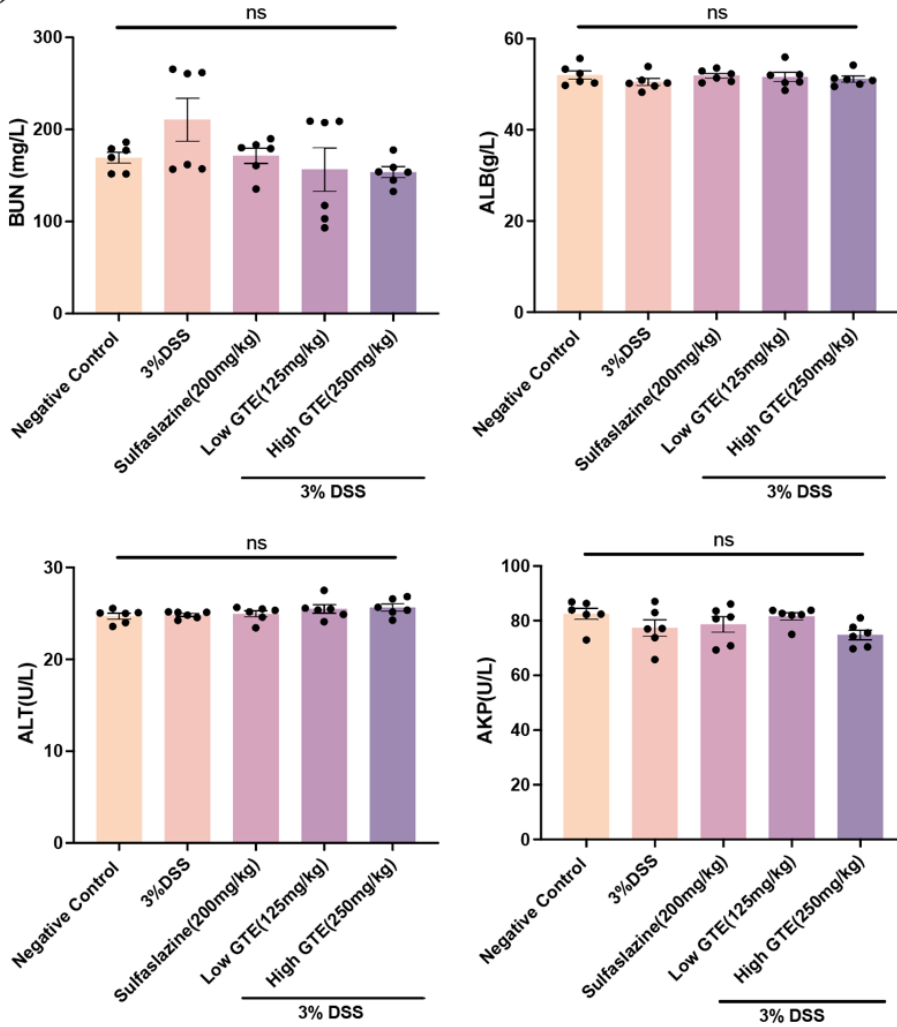 ns
BUN (mg/L)
300
200
100
0
Negative Control
3%DSS
Sulfaslazine(200mg/kg)
Low GTE(125mg/kg)
High GTE(250mg/kg)
3% DSS
ns
ALB(g/L)
60
40
20
0
Negative Control
3%DSS
Sulfaslazine(200mg/kg)
Low GTE(125mg/kg)
High GTE(250mg/kg)
3% DSS
ns
ALT(U/L)
30
20
10
0
Negative Control
3%DSS
Sulfaslazine(200mg/kg)
Low GTE(125mg/kg)
High GTE(250mg/kg)
3% DSS
ns
AKP(U/L)
100
80
60
40
20
0
Negative Control
3%DSS
Sulfaslazine(200mg/kg)
Low GTE(125mg/kg)
High GTE(250mg/kg)
3% DSS